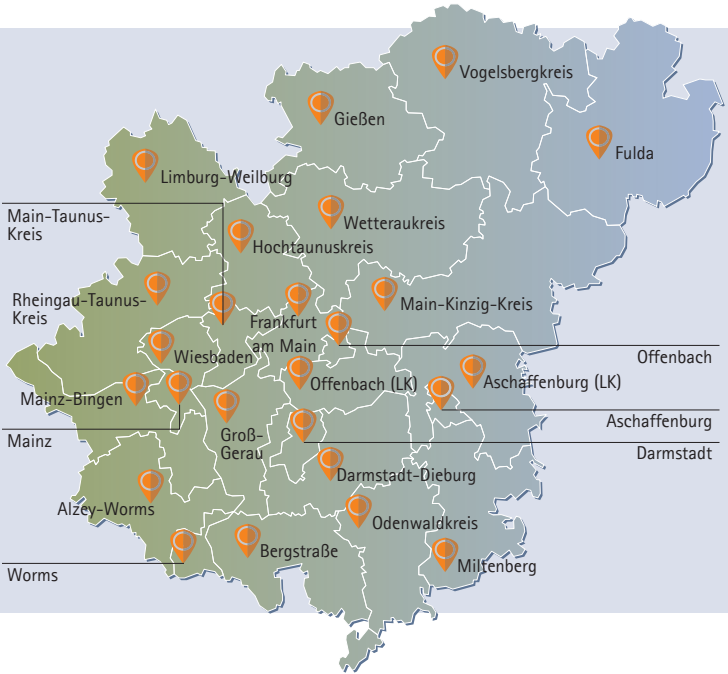 Vogelsbergkreis
Gießen
Fulda
Limburg-Weilburg
Main-Taunus-
Kreis
Wetteraukreis
Hochtaunuskreis
Rheingau-Taunus-
Kreis
Main-Kinzig-Kreis
Frankfurt
am Main
Wiesbaden
Offenbach
Offenbach (LK)
Aschaffenburg (LK)
Mainz-Bingen
Aschaffenburg
Groß-
Gerau
Mainz
Darmstadt
Darmstadt-Dieburg
Alzey-Worms
Odenwaldkreis
Bergstraße
Miltenberg
Worms